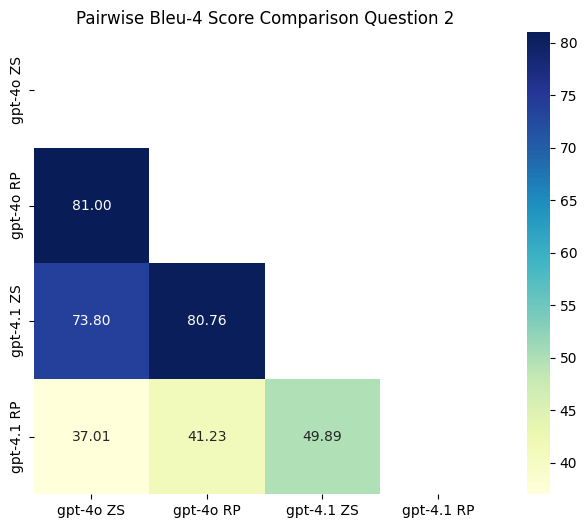 Pairwise Bleu-4 Score Comparison Question 2
gpt-4o ZS
gpt-4o RP
gpt-4.1 ZS
gpt-4.1 RP
81.00
73.80 80.76
37.01 41.23 49.89
gpt-4o ZS gpt-4o RP gpt-4.1 ZS gpt-4.1 RP
80
75
70
65
60
55
50
45
40